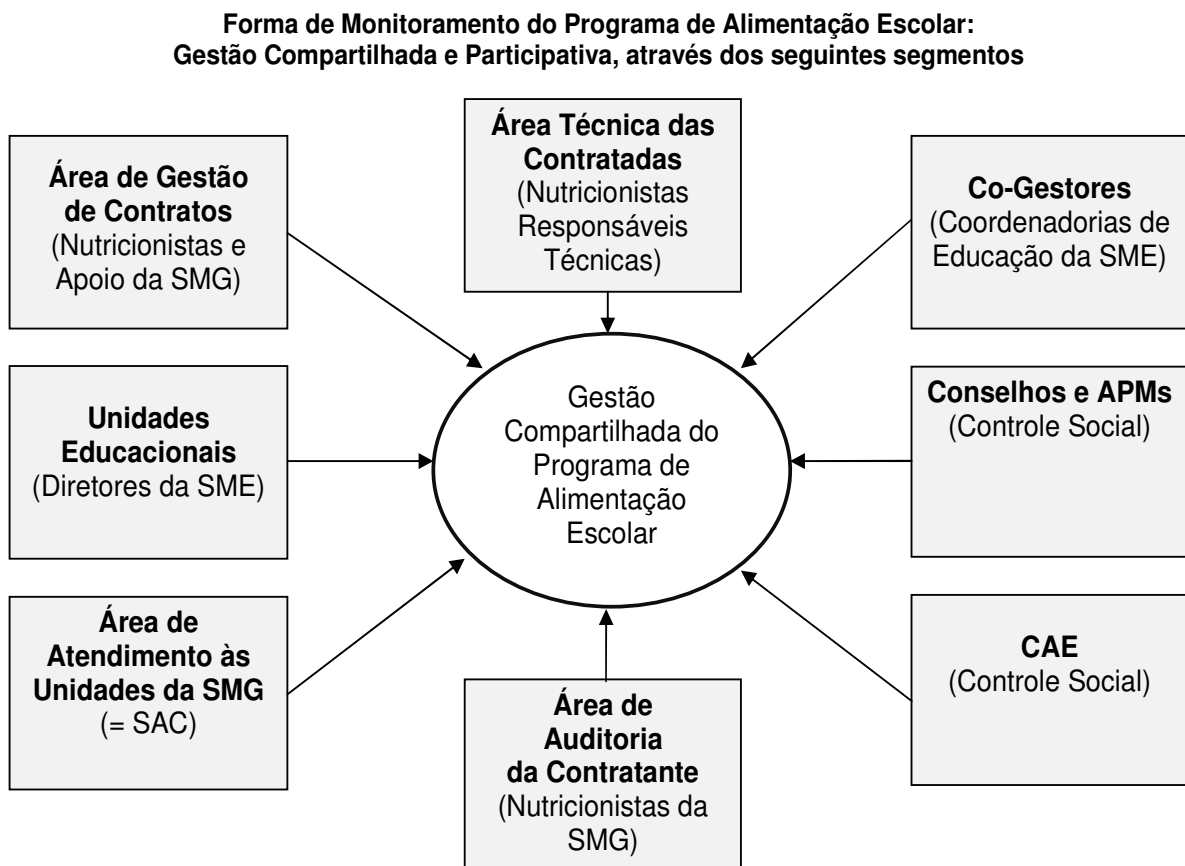 Forma de Monitoramento do Programa de Alimentação Escolar:
Gestão Compartilhada e Participativa, através dos seguintes segmentos
Área de Gestão
de Contratos
(Nutricionistas e
Apoio da SMG)
Área Técnica das
Contratadas
(Nutricionistas
Responsáveis
Técnicas)
Co-Gestores
(Coordenadorias de
Educação da SME)
Unidades
Educacionais
(Diretores da SME)
Gestão
Compartilhada do
Programa de
Alimentação
Escolar
Conselhos e APMs
(Controle Social)
Área de
Atendimento às
Unidades da SMG
(= SAC)
Área de
Auditoria
da Contratante
(Nutricionistas da
SMG)
CAE
(Controle Social)